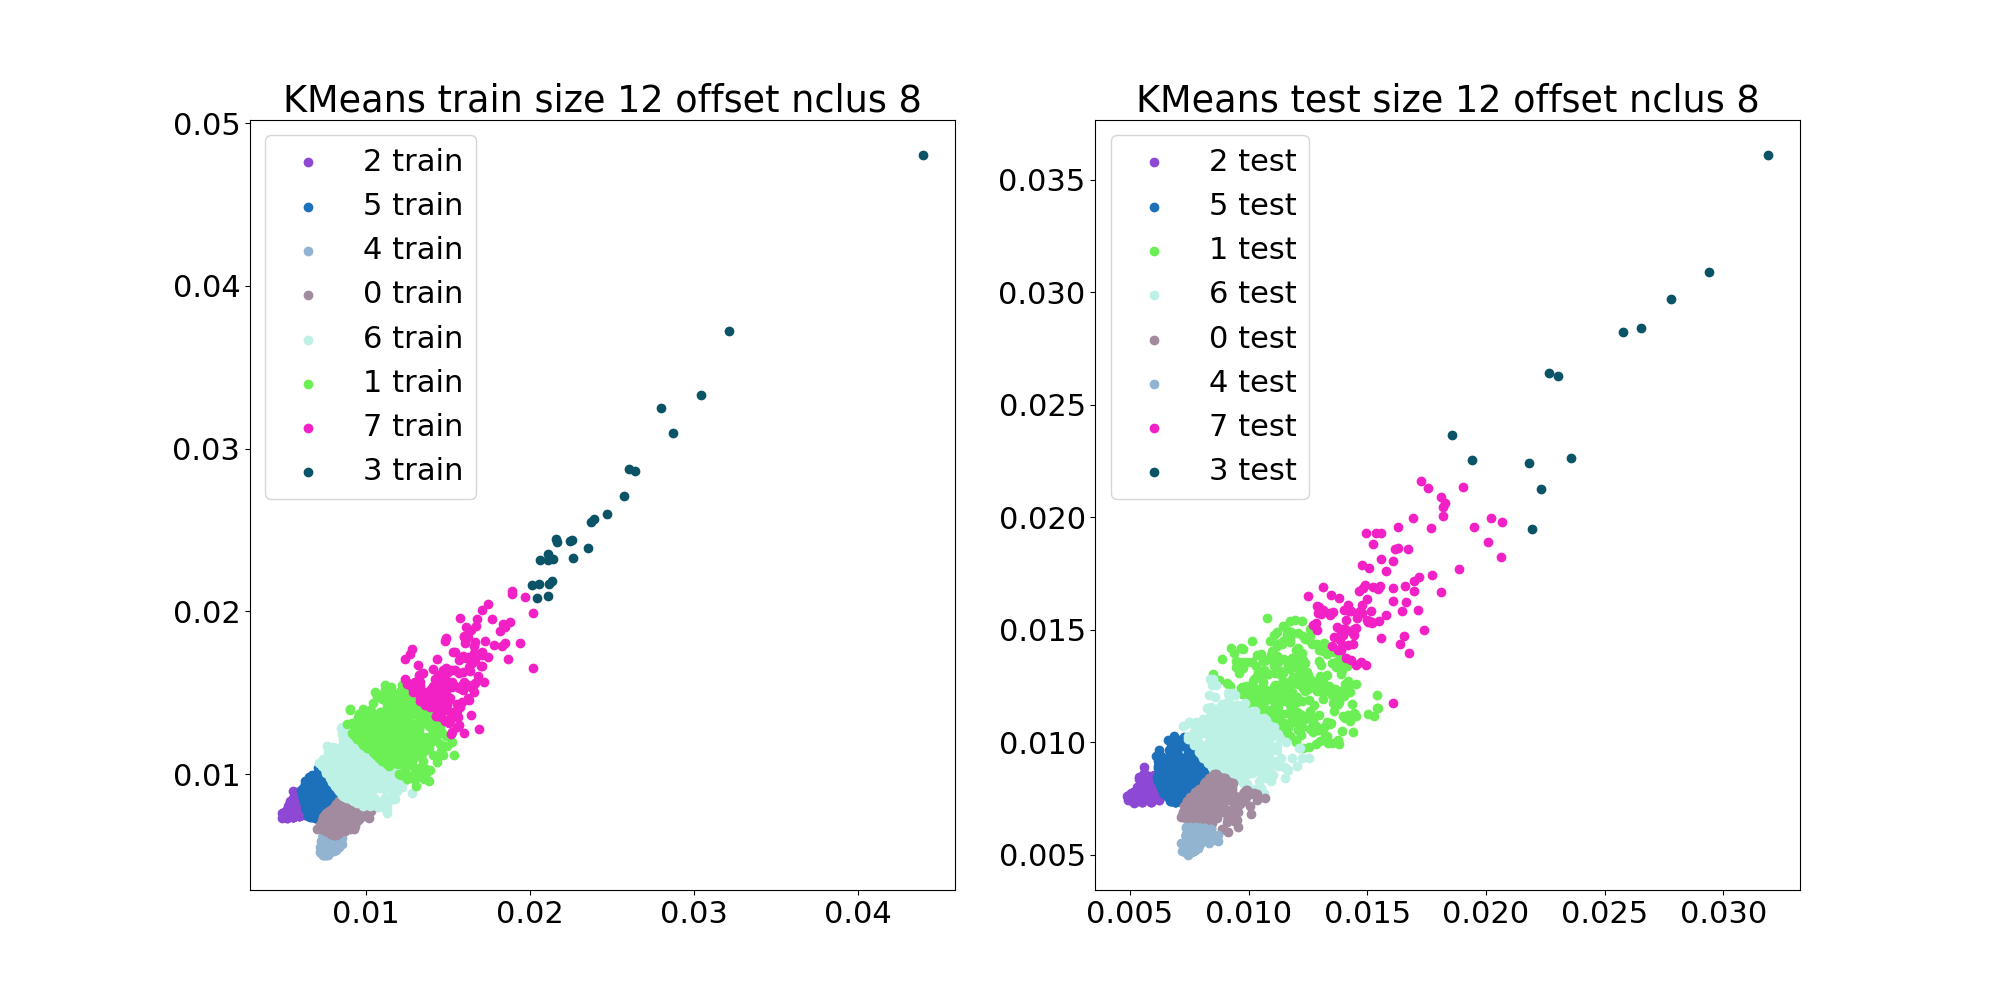 KMeans train size 12 offset nclus 8
0.05
0.04
0.03
0.02
0.01
2 train
5 train
4 train
0 train
6 train
1 train
7 train
3 train
0.01 0.02 0.03 0.04
KMeans test size 12 offset nclus 8
0.035
0.030
0.025
0.020
0.015
0.010
0.005
2 test
5 test
1 test
6 test
0 test
4 test
7 test
3 test
0.005 0.010 0.015 0.020 0.025 0.030